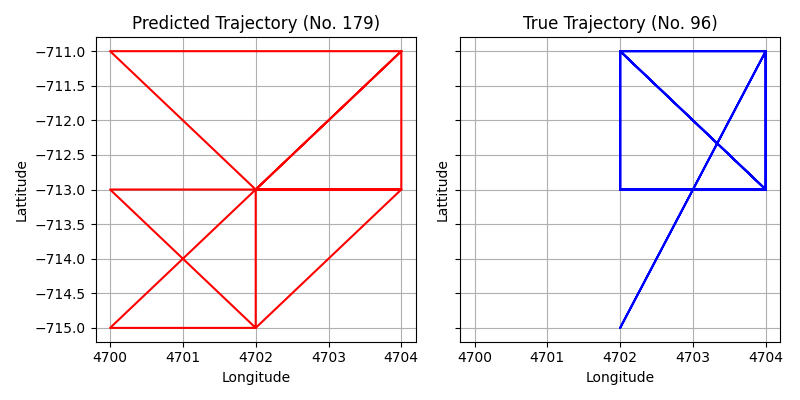 Predicted Trajectory (No. 179)
True Trajectory (No. 96)
−711.0
−711.5
−712.0
−712.5
−713.0
−713.5
−714.0
−714.5
−715.0
Lattitude
Lattitude
4700 4701 4702 4703 4704
4700 4701 4702 4703 4704
Longitude
Longitude